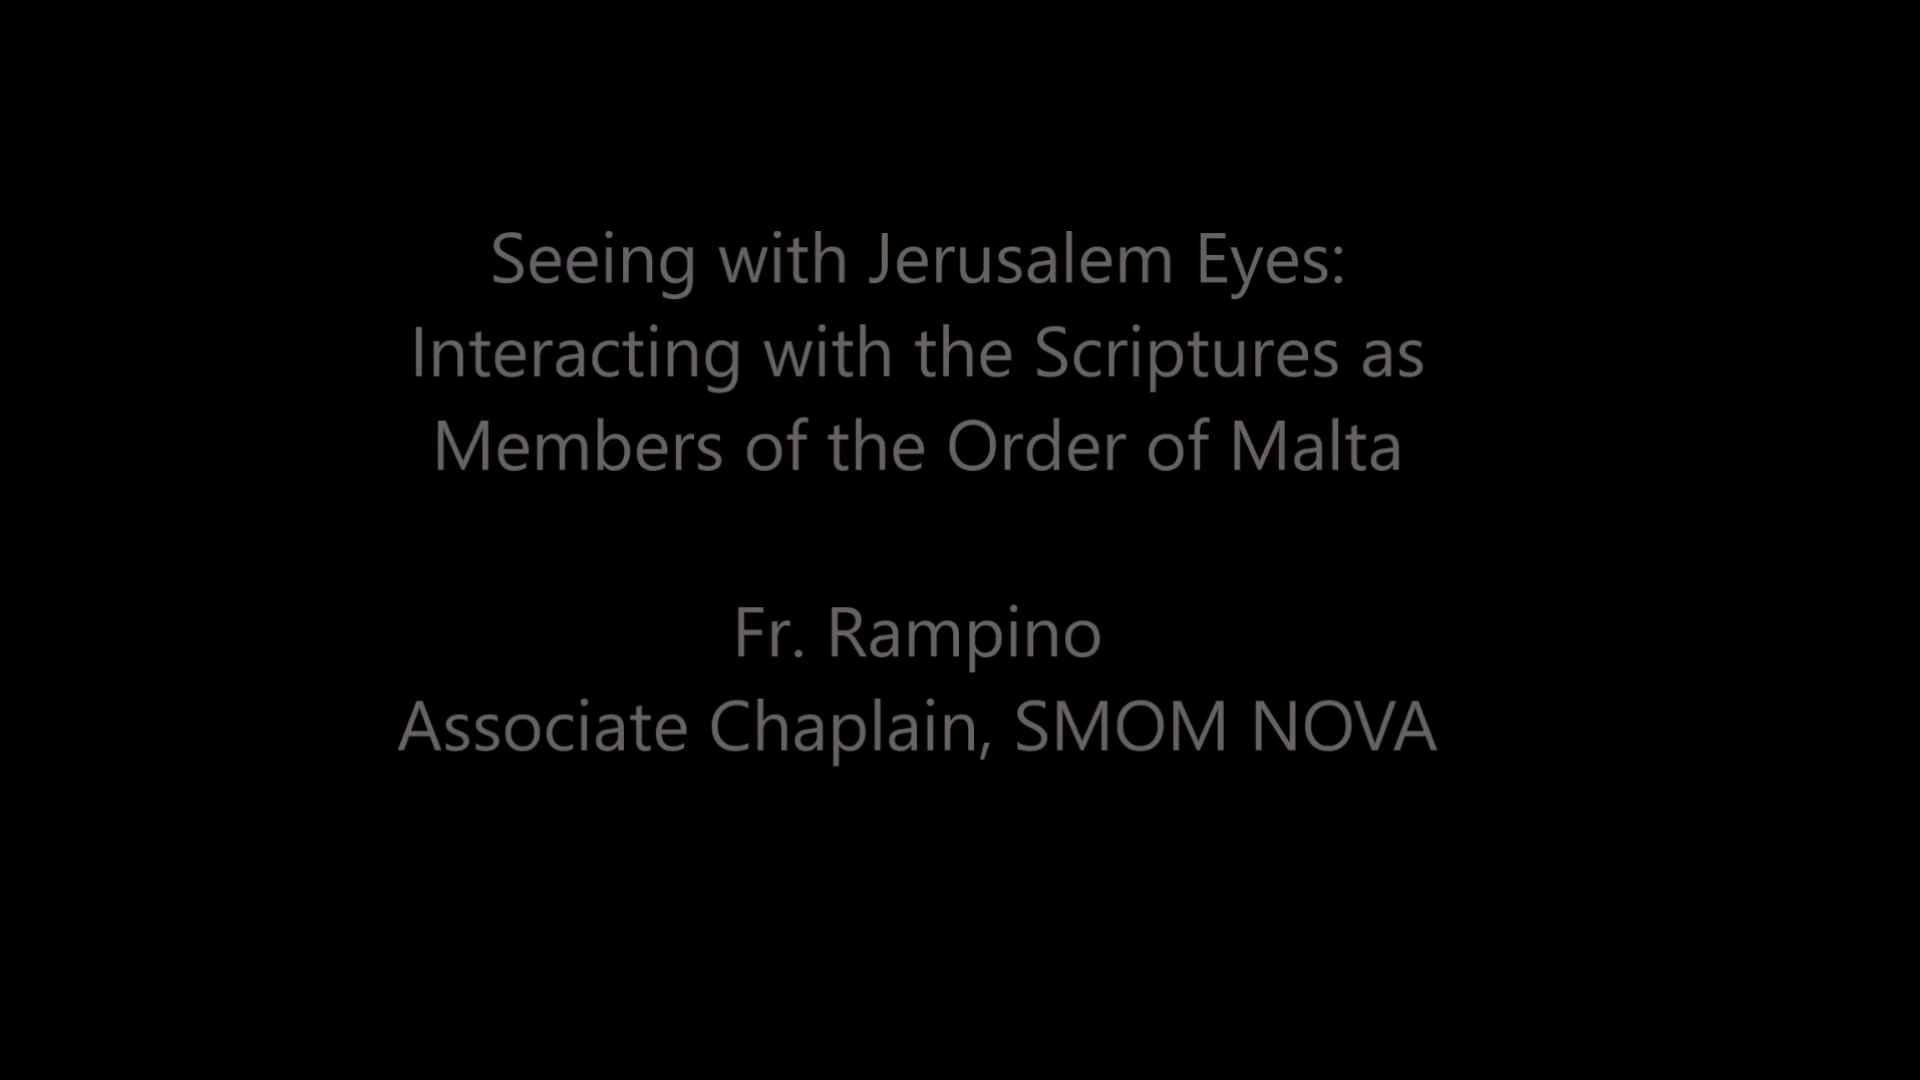 Seeing with Jerusalem Eyes:
Interacting with the Scriptures as
Members of the Order of Malta
Fr. Rampino
Associate Chaplain, SMOM NOVA